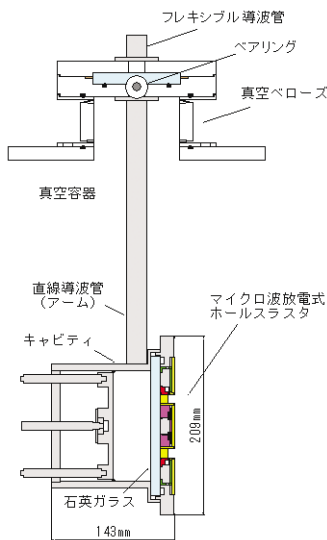 フレキシブル導波管
ベアリング
真空ベローズ
真空容器
直線導波管
（アーム）
マイクロ波放電式
ホールスラスタ
キャビティ
209mm
石英ガラス
143mm